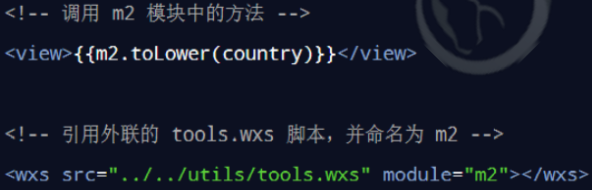 <!-- 调用 m2 模块中的方法 -->
<view>{{m2.toLower(country)}}</view>
<!-- 引用外联的 tools.wxs 脚本，并命名为 m2 -->
<wxs src="../../utils/tools.wxs" module="m2"></wxs>